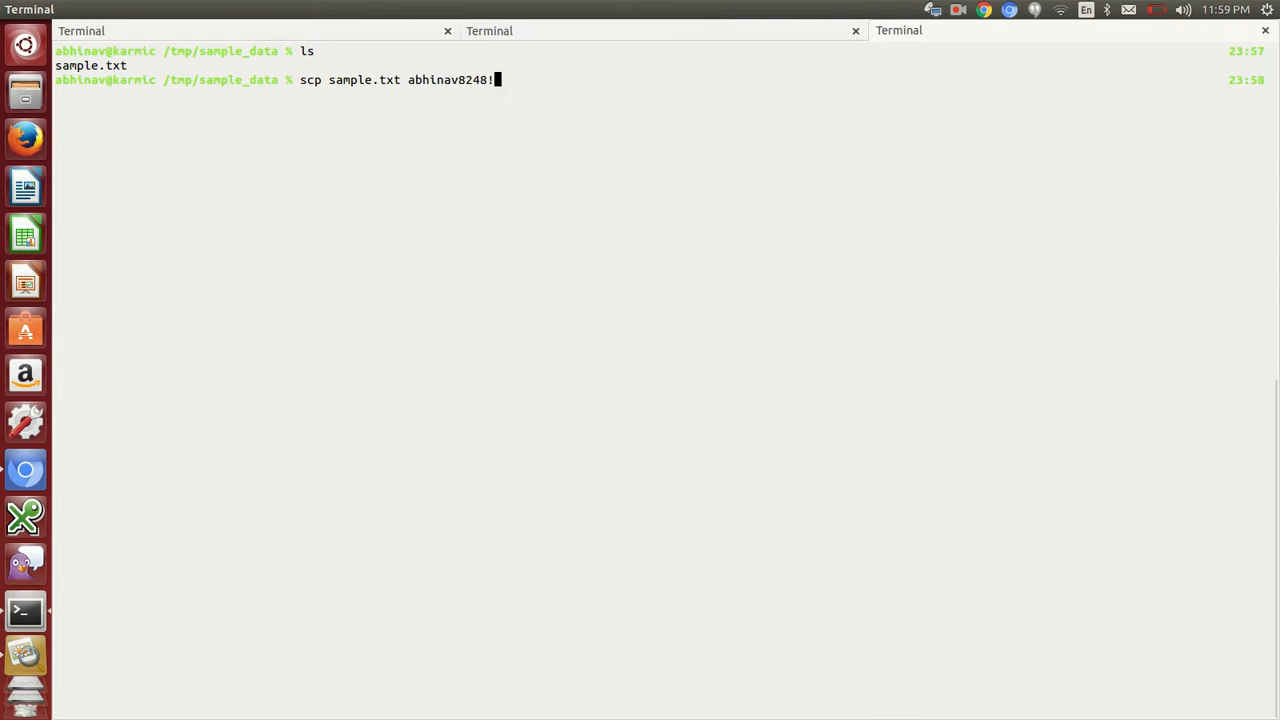 Terminal
En
11:59 PM
Terminal
Terminal
Terminal
abhinav@karmic /tmp/sample_data % ls 23:57
sample.txt
abhinav@karmic /tmp/sample_data % scp sample.txt abhinav8248! 23:58